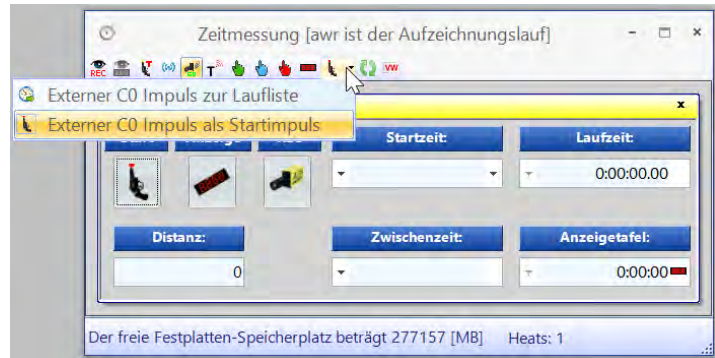 Zeitmessung [awr ist der Aufzeichnungslauf]
REC T VW
Externer C0 Impuls zur Laufliste
x
Externer C0 Impuls als Startimpuls
Startzeit: Laufzeit:
0:00:00.00
Distanz: Zwischenzeit: Anzeigetafel:
0 0:00:00
Der freie Festplatten-Speicherplatz beträgt 277157 [MB] Heats: 1